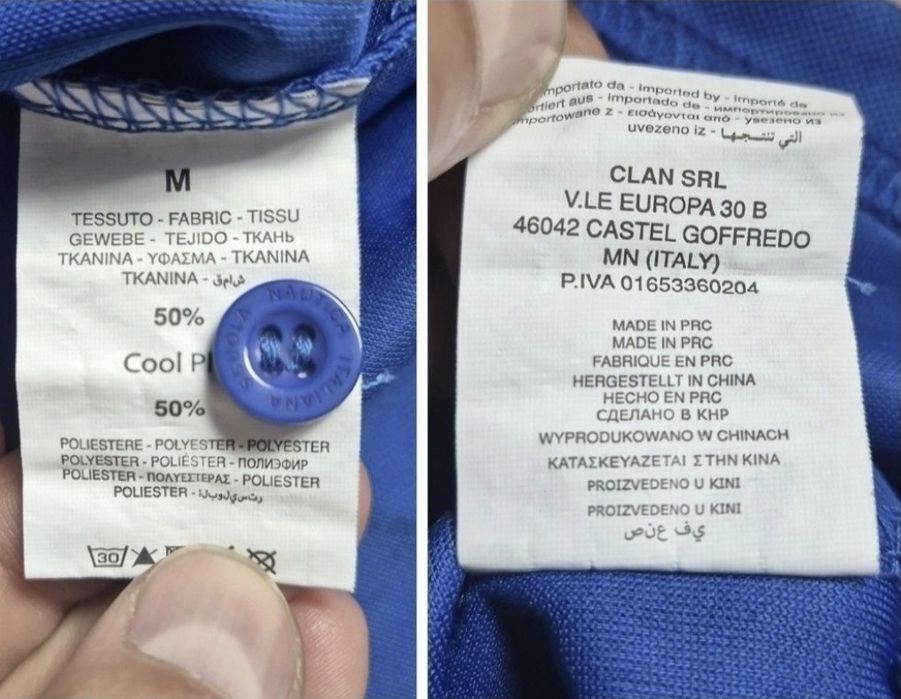 M
TESSUTO - FABRIC - TISSU
GEWEBE - TEJIDO - ТКАНЬ
TKANINA - ΥΦΑΣΜΑ - TKANINA
TKANINA - شامق
50%
Cool
50%
POLIESTERE - POLYESTER - POLYESTER
POLYESTER - POLIÉSTER - ПОЛИЭФИР
POLIESTER - ΠΟΛΥΕΣΤΕΡΑΣ - POLIESTER
POLIESTER -
30
SCUOLA NAUTICA ITALIANA
importato da - imported by - importé de
importiert aus - importado de - импортировано из
importowane z - εισάγονται από - увезено из
uvezeno iz - التي تنتجها
CLAN SRL
V.LE EUROPA 30 B
46042 CASTEL GOFFREDO
MN (ITALY)
P.IVA 01653360204
MADE IN PRC
MADE IN PRC
FABRIQUE EN PRC
HERGESTELLT IN CHINA
HECHO EN PRC
СДЕЛАНО В КНР
WYPRODUKOWANO W CHINACH
ΚΑΤΑΣΚΕΥΑΖΕΤΑΙ ΣΤΗΝ ΚΙΝΑ
PROIZVEDENO U KINI
PROIZVEDENO U KINI
صنع في